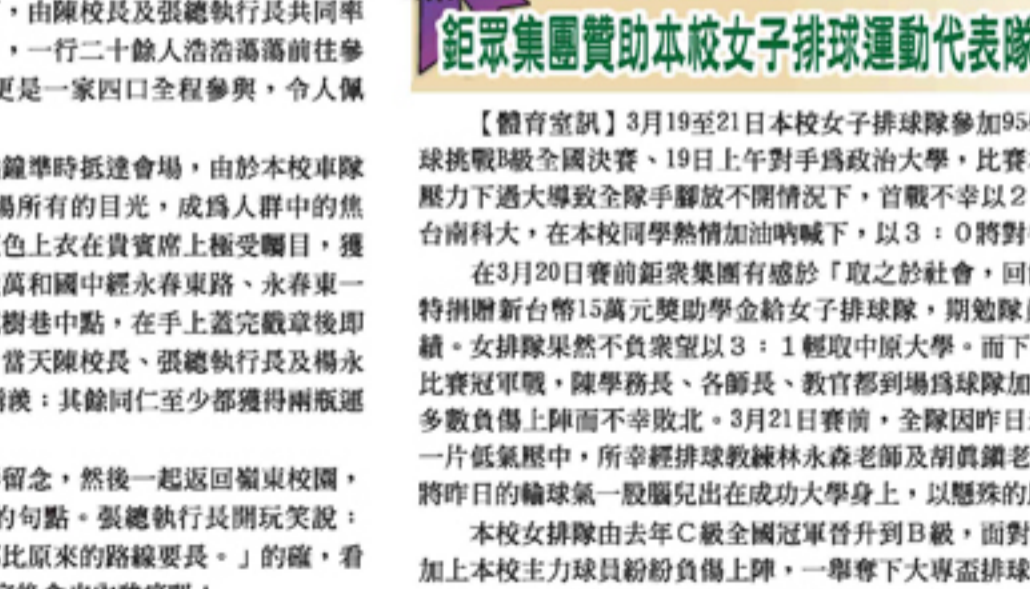 ，由陳校長及張總執行長共同率
，一行二十餘人浩浩蕩蕩前往參
更是一家四口全程參與，令人佩
鐘準時抵達會場，由於本校車隊
場所有的目光，成爲人群中的焦
色上衣在貴賓席上極受矚目，獲
萬和國中經永春東路、永春東一
樹巷中點，在手上蓋完戳章後即
當天陳校長、張總執行長及楊永
羨；其餘同仁至少都獲得兩瓶運
留念，然後一起返回嶺東校園，
的句點。張總執行長開玩笑說：
比原來的路線要長。」的確，看
鉅眾集團贊助本校女子排球運動代表隊
【體育室訊】3月19至21日本校女子排球隊參加95
球挑戰B級全國決賽、19日上午對手爲政治大學，比賽
壓力下過大導致全隊手腳放不開情況下，首戰不幸以２
台南科大，在本校同學熱情加油吶喊下，以３：０將對
在3月20日賽前鉅衆集團有感於「取之於社會，回
特捐贈新台幣15萬元獎助學金給女子排球隊，期勉隊
績。女排隊果然不負衆望以３：１輕取中原大學。而下
比賽冠軍戰，陳學務長、各師長、教官都到場爲球隊加
多數負傷上陣而不幸敗北。3月21日賽前，全隊因昨日
一片低氣壓中，所幸經排球教練林永森老師及胡眞鎭老
將昨日的輸球氣一股腦兒出在成功大學身上，以懸殊的
本校女排隊由去年Ｃ級全國冠軍晉升到Ｂ級，面對
加上本校主力球員紛紛負傷上陣，一舉奪下大專盃排球